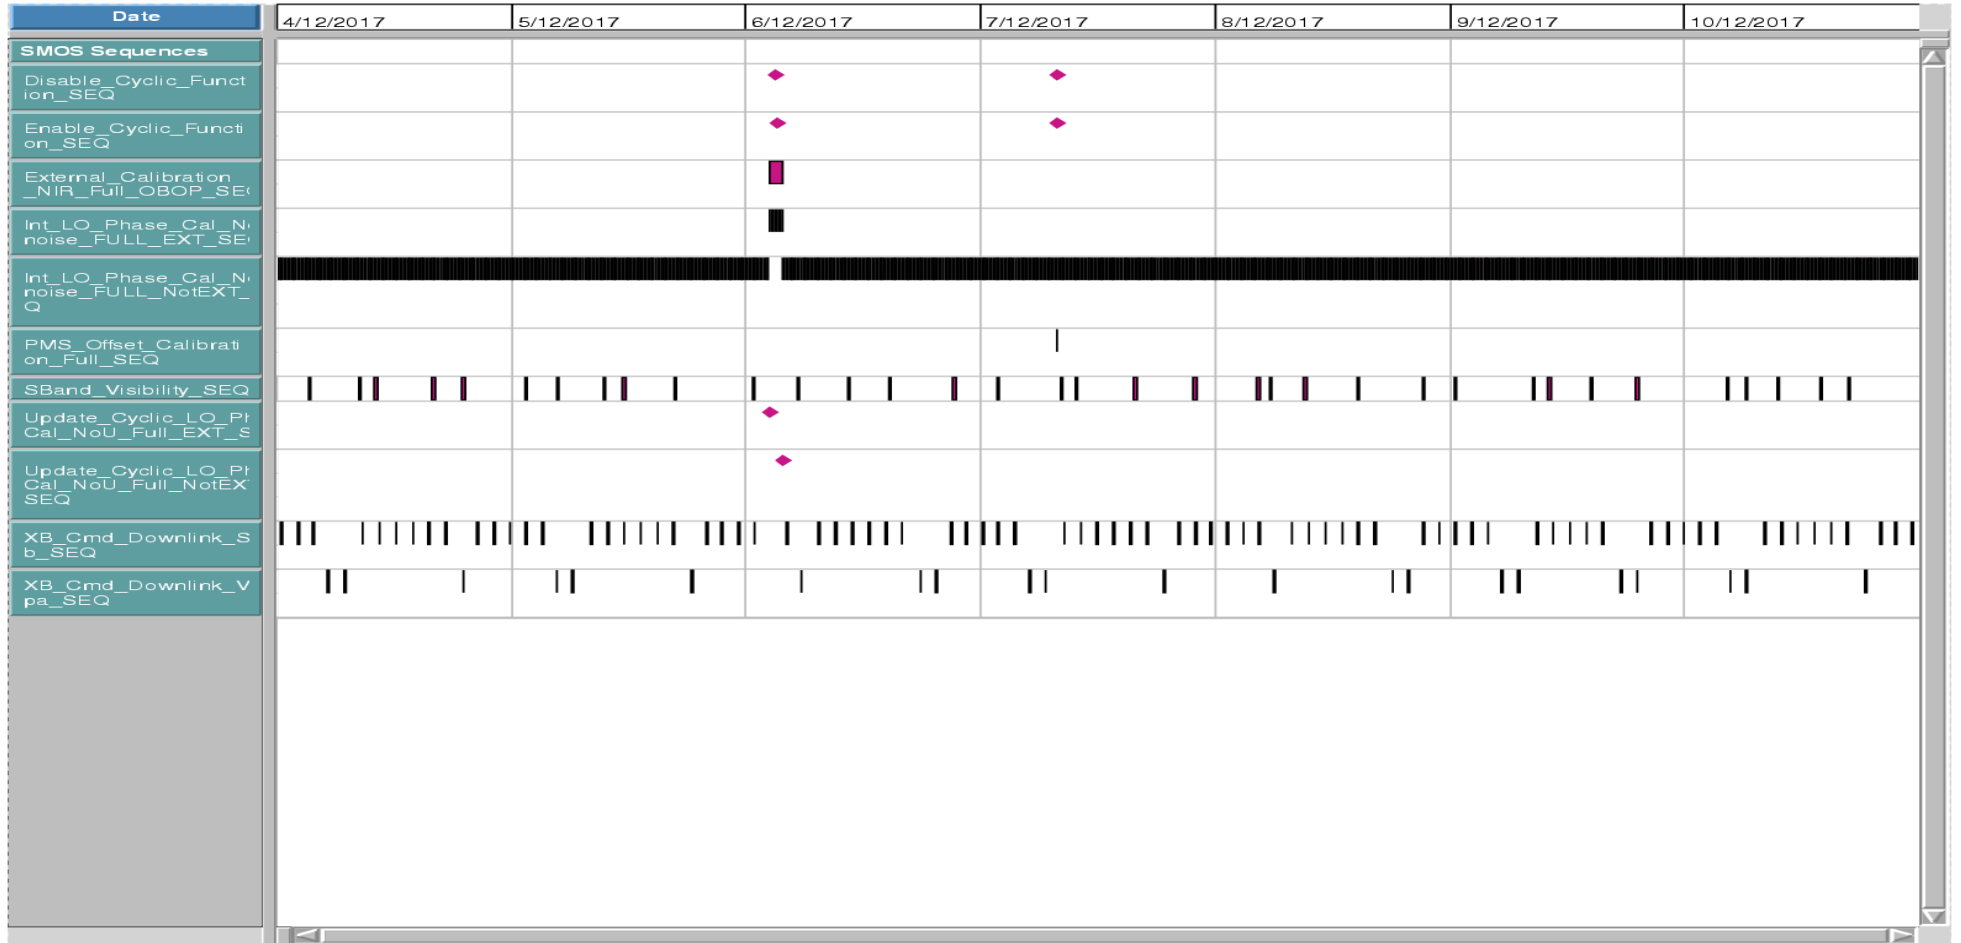 Date
4/12/2017 5/12/2017 6/12/2017 7/12/2017 8/12/2017 9/12/2017 10/12/2017
SMOS Sequences
Disable_Cyclic_Funct
ion_SEQ
Enable_Cyclic_Functi
on_SEQ
External_Calibration
_NIR_Full_OBOP_SE
Int_LO_Phase_Cal_N
noise_FULL_EXT_SE
Int_LO_Phase_Cal_N
noise_FULL_NotEXT_
Q
PMS_Offset_Calibrati
on_Full_SEQ
SBand_Visibility_SEQ
Update_Cyclic_LO_Ph
Cal_NoU_Full_EXT_S
Update_Cyclic_LO_Ph
Cal_NoU_Full_NotEX
SEQ
XB_Cmd_Downlink_S
b_SEQ
XB_Cmd_Downlink_V
pa_SEQ